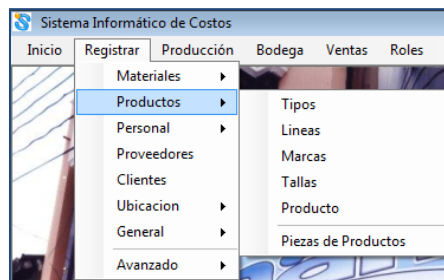 Sistema Informático de Costos
Inicio Registrar Producción Bodega Ventas Roles
Materiales
Productos
Personal
Proveedores
Clientes
Ubicacion
General
Avanzado
Tipos
Lineas
Marcas
Tallas
Producto
Piezas de Productos